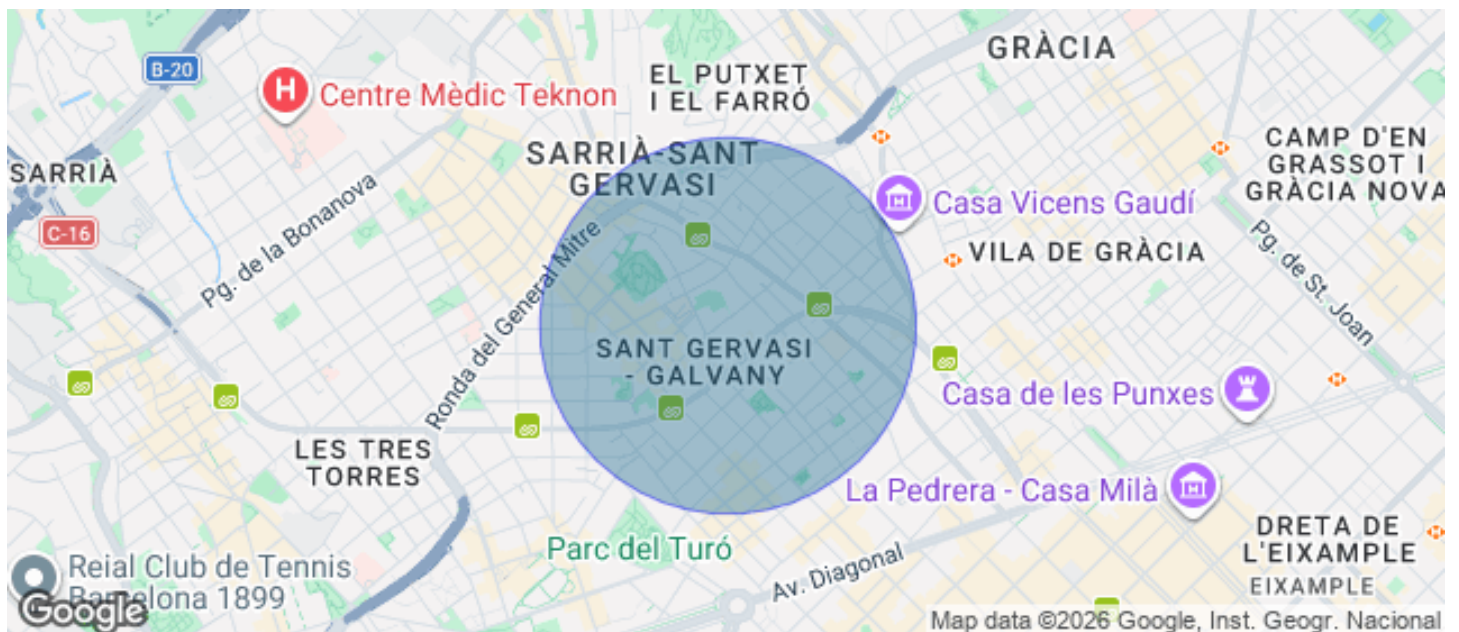 GRÀCIA
B-20
EL PUTXET
I EL FARRÓ
H
Centre Mèdic Teknon
CAMP D'EN
GRASSOT I
GRÀCIA NOVA
SARRIÀ
SARRIÀ-SANT
GERVASI
Casa Vicens Gaudí
C-16
Pg. de la Bonanova
VILA DE GRÀCIA
Pg. de St. Joan
Ronda del General Mitre
SANT GERVASI
- GALVANY
Casa de les Punxes
LES TRES
TORRES
La Pedrera - Casa Milà
Parc del Turó
DRETA DE
L'EIXAMPLE
EIXAMPLE
Av. Diagonal
Reial Club de Tennis
Barcelona 1899
Google
Map data ©2026 Google, Inst. Geogr. Nacional